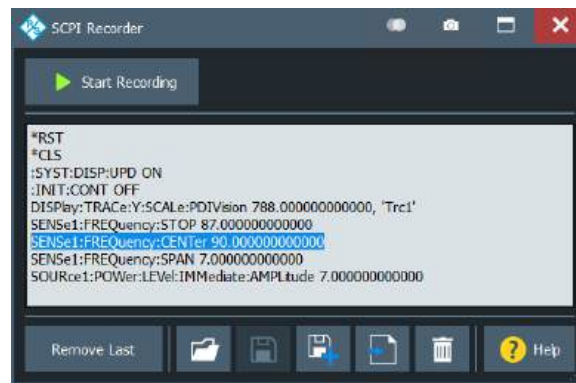 SCPI Recorder
Start Recording
*RST
*CLS
:SYST:DISP:UPD ON
:INIT:CONT OFF
DISPlay:TRACe:Y:SCALe:PDIVision 788.000000000000, 'Trc1'
SENSe1:FREQuency:STOP 87.000000000000
SENSe1:FREQuency:CENTer 90.000000000000
SENSe1:FREQuency:SPAN 7.000000000000
SOURce1:POWer:LEVel:IMMediate:AMPLitude 7.000000000000
Remove Last
? Help